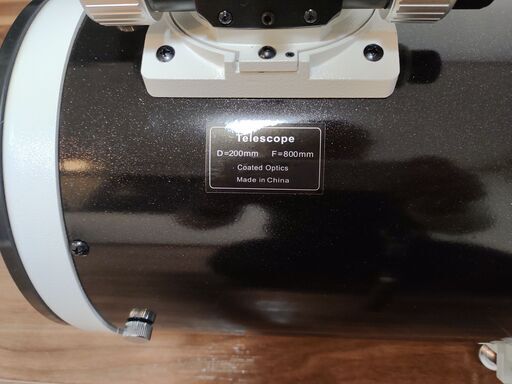 Telescope
D=200mm F=800mm
Coated Optics
Made in China